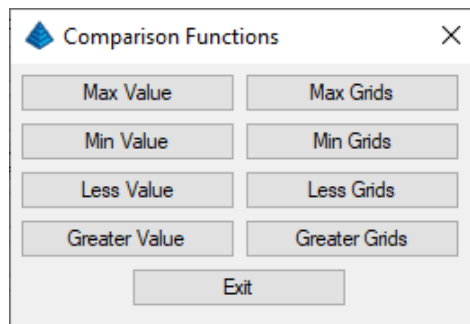 Comparison Functions
Max Value Max Grids
Min Value Min Grids
Less Value Less Grids
Greater Value Greater Grids
Exit